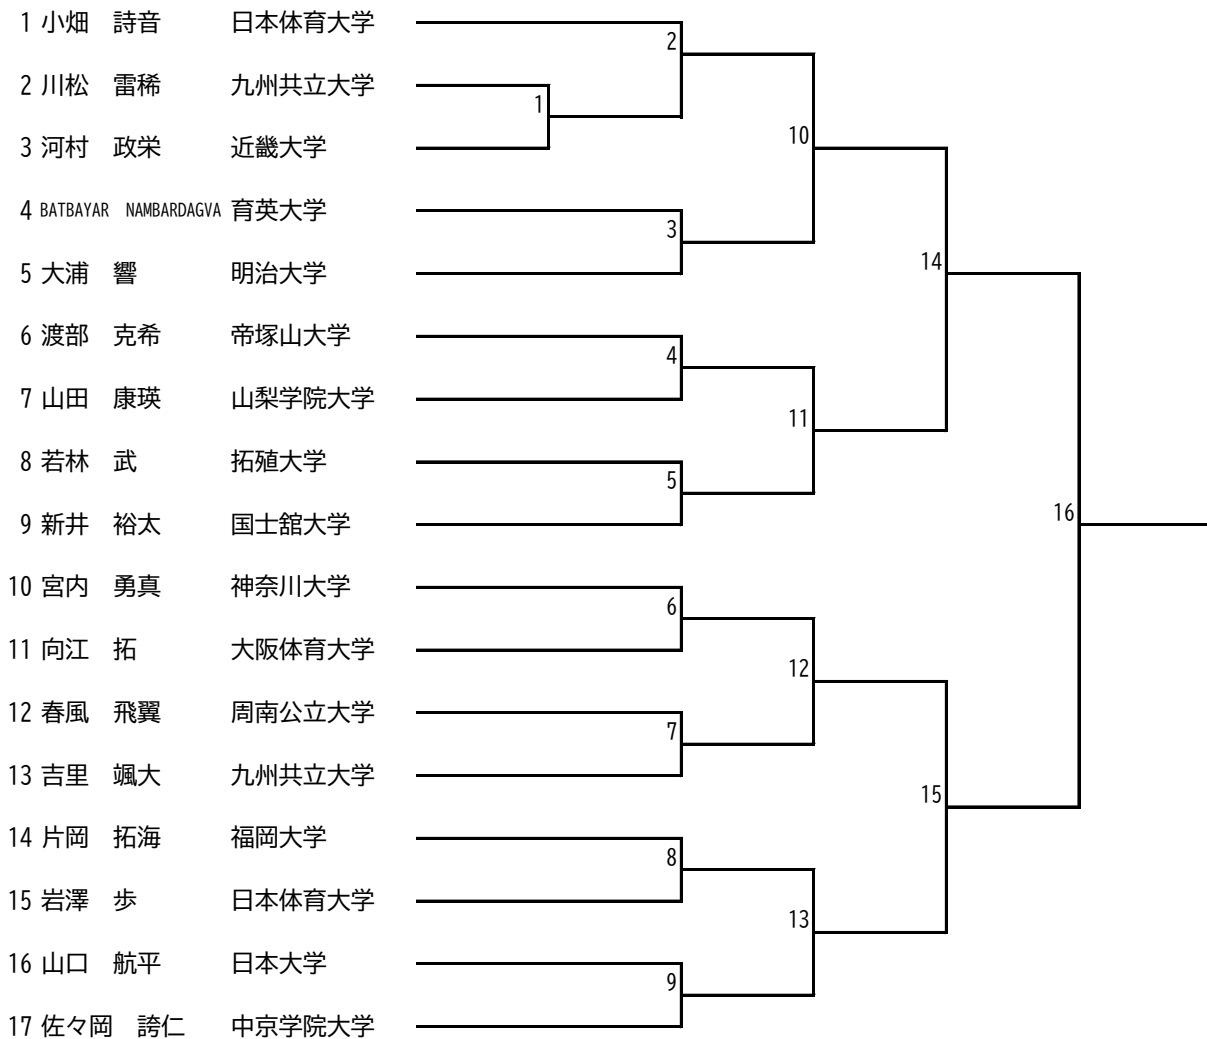 1 小畑　詩音　日本体育大学
2
2 川松　雷稀　九州共立大学
1
3 河村　政栄　近畿大学
10
4 BATBAYAR　NAMBARDAGVA 育英大学
3
5 大浦　響　明治大学
14
6 渡部　克希　帝塚山大学
4
7 山田　康瑛　山梨学院大学
11
8 若林　武　拓殖大学
5
9 新井　裕太　国士舘大学
16
10 宮内　勇真　神奈川大学
6
11 向江　拓　大阪体育大学
12
12 春風　飛翼　周南公立大学
7
13 吉里　颯大　九州共立大学
15
14 片岡　拓海　福岡大学
8
15 岩澤　歩　日本体育大学
13
16 山口　航平　日本大学
9
17 佐々岡　誇仁　中京学院大学